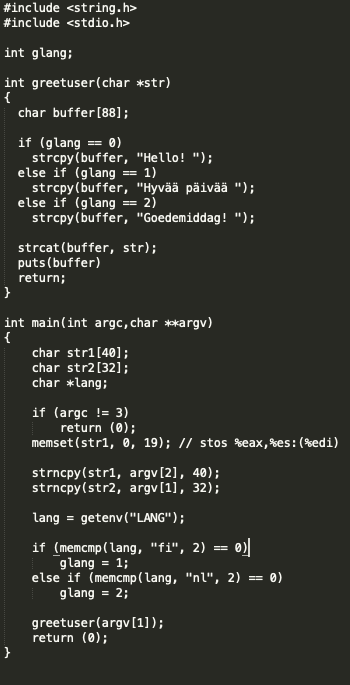 #include <string.h>
#include <stdio.h>
int glang;
int greetuser(char *str)
{
char buffer[88];
if (glang == 0)
strcpy(buffer, "Hello! ");
else if (glang == 1)
strcpy(buffer, "Hyvää päivää ");
else if (glang == 2)
strcpy(buffer, "Goedemiddag! ");
strcat(buffer, str);
puts(buffer)
return;
}
int main(int argc,char **argv)
{
char str1[40];
char str2[32];
char *lang;
if (argc != 3)
return (0);
memset(str1, 0, 19); // stos %eax,%es:(%edi)
strncpy(str1, argv[2], 40);
strncpy(str2, argv[1], 32);
lang = getenv("LANG");
if (memcmp(lang, "fi", 2) == 0)
glang = 1;
else if (memcmp(lang, "nl", 2) == 0)
glang = 2;
greetuser(argv[1]);
return (0);
}